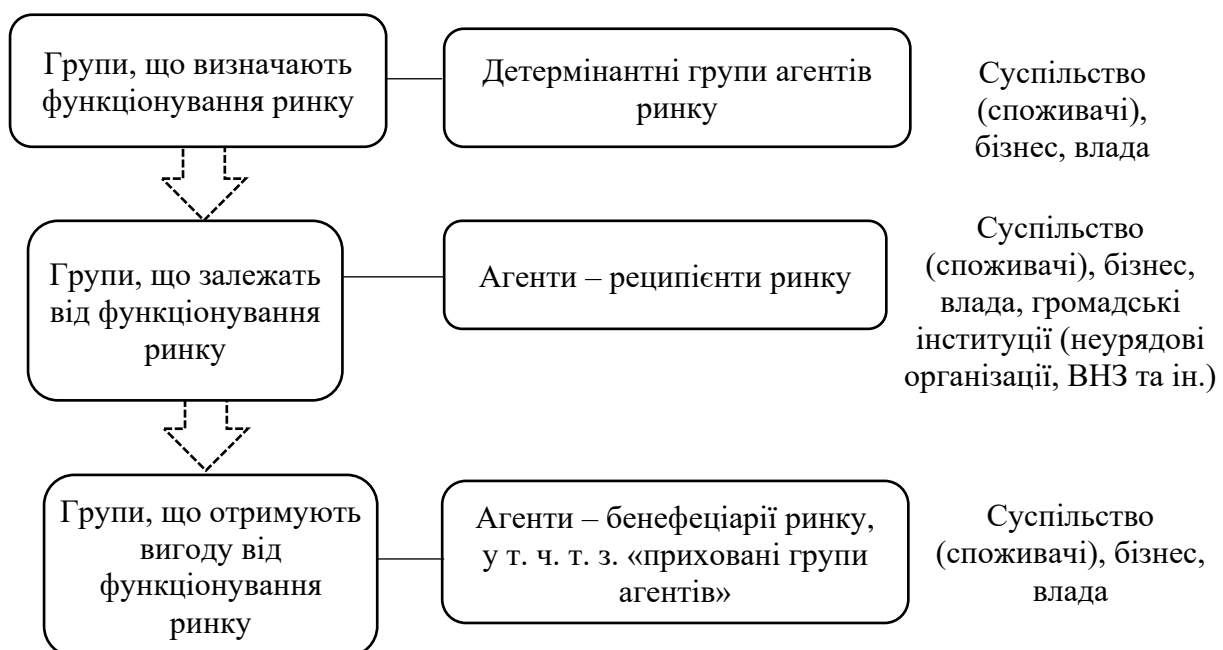 Групи, що визначають
функціонування ринку
Детермінантні групи агентів
ринку
Суспільство
(споживачі),
бізнес, влада
Групи, що залежать
від функціонування
ринку
Агенти – реципієнти ринку
Суспільство
(споживачі), бізнес,
влада, громадські
інституції (неурядові
організації, ВНЗ та ін.)
Групи, що отримують
вигоду від
функціонування
ринку
Агенти – бенефеціарії ринку,
у т. ч. т. з. «приховані групи
агентів»
Суспільство
(споживачі), бізнес,
влада